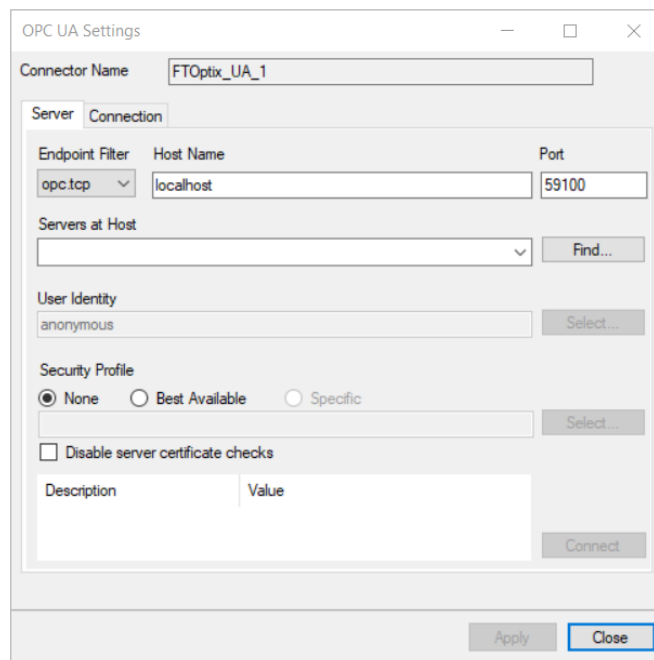 OPC UA Settings
Connector Name FTOptix_UA_1
Server Connection
Endpoint Filter Host Name Port
opc.tcp localhost 59100
Servers at Host
Find...
User Identity
anonymous Select...
Security Profile
None Best Available Specific
Select...
Disable server certificate checks
Description Value
Connect
Apply Close